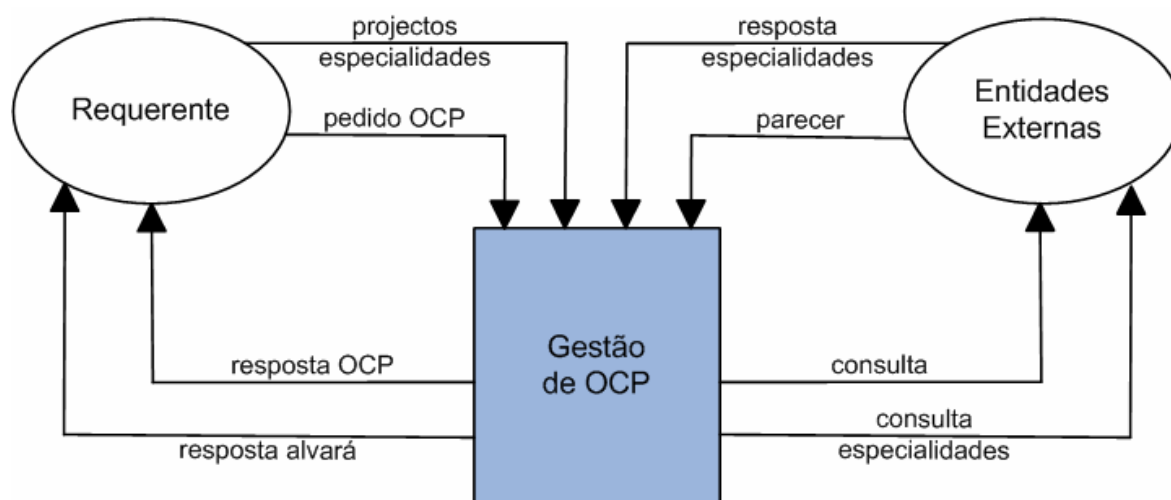 projectos
especialidades
Requerente
pedido OCP
resposta
especialidades
parecer
Entidades
Externas
Gestão
de OCP
resposta OCP
resposta alvará
consulta
consulta
especialidades